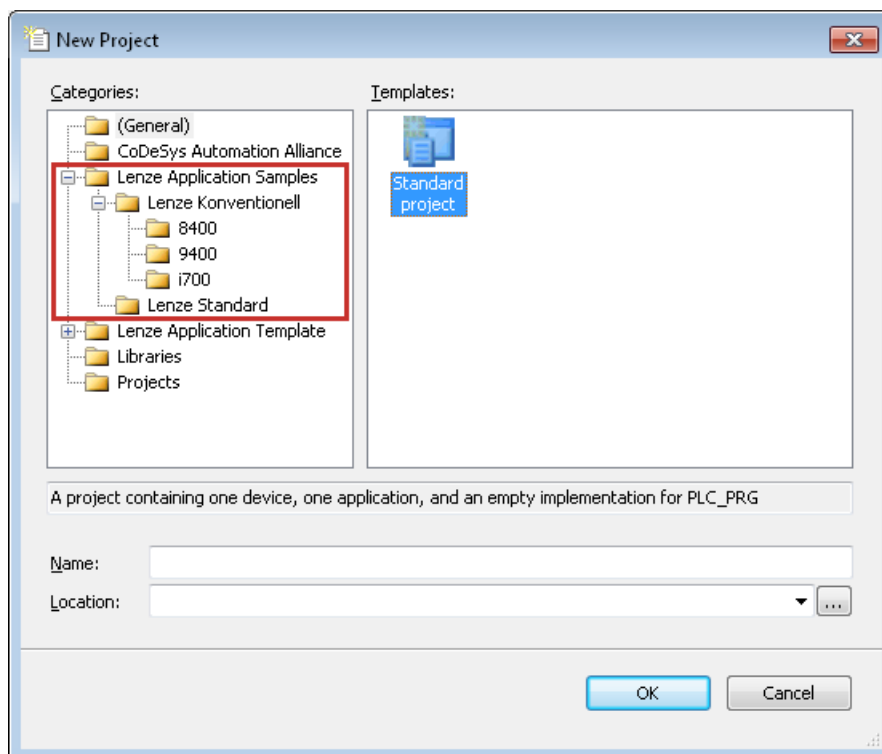 New Project
Categories:
Templates:
(General)
CoDeSys Automation Alliance
Lenze Application Samples
Lenze Konventionell
8400
9400
i700
Lenze Standard
Lenze Application Template
Libraries
Projects
Standard
project
A project containing one device, one application, and an empty implementation for PLC_PRG
Name:
Location:
...
OK
Cancel